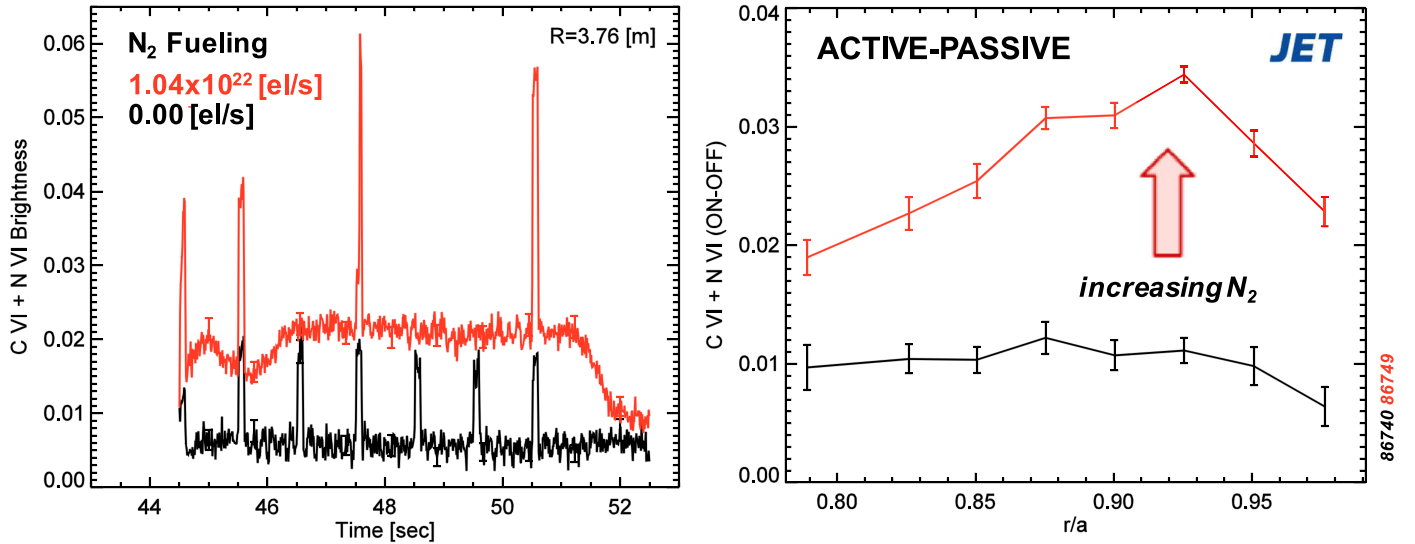 N₂ Fueling
1.04x10²² [el/s]
0.00 [el/s]
R=3.76 [m]
C VI + N VI Brightness
0.06
0.05
0.04
0.03
0.02
0.01
0.00
44
46
48
50
52
Time [sec]
ACTIVE-PASSIVE
JET
C VI + N VI (ON-OFF)
0.04
0.03
0.02
0.01
0.00
increasing N₂
0.80
0.85
0.90
0.95
r/a
86740 86749